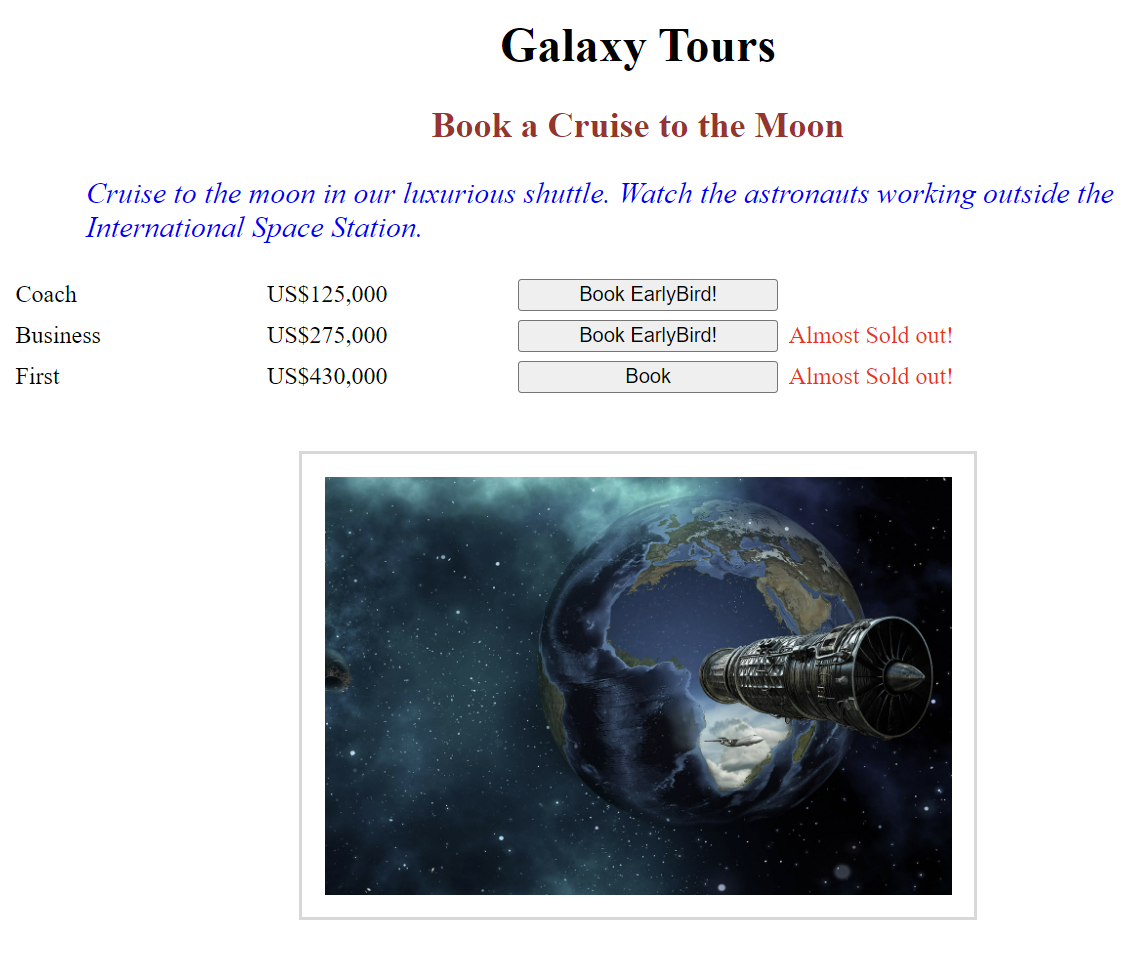 Galaxy Tours
Book a Cruise to the Moon
Cruise to the moon in our luxurious shuttle. Watch the astronauts working outside the
International Space Station.
Coach US$125,000 Book EarlyBird!
Business US$275,000 Book EarlyBird! Almost Sold out!
First US$430,000 Book Almost Sold out!